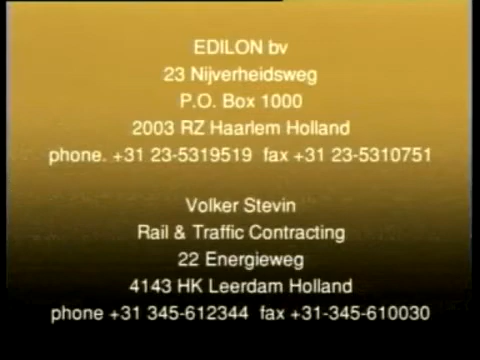 EDILON bv
23 Nijverheidsweg
P.O. Box 1000
2003 RZ Haarlem Holland
phone. +31 23-5319519 fax +31 23-5310751
Volker Stevin
Rail & Traffic Contracting
22 Energieweg
4143 HK Leerdam Holland
phone +31 345-612344 fax +31-345-610030